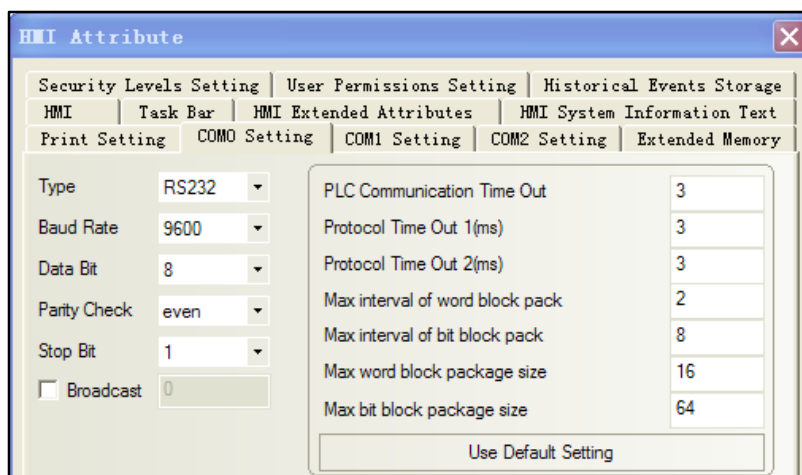 HMI Attribute
Security Levels Setting User Permissions Setting Historical Events Storage
HMI Task Bar HMI Extended Attributes HMI System Information Text
Print Setting COM0 Setting COM1 Setting COM2 Setting Extended Memory
Type RS232
Baud Rate 9600
Data Bit 8
Parity Check even
Stop Bit 1
Broadcast 0
PLC Communication Time Out 3
Protocol Time Out 1(ms) 3
Protocol Time Out 2(ms) 3
Max interval of word block pack 2
Max interval of bit block pack 8
Max word block package size 16
Max bit block package size 64
Use Default Setting